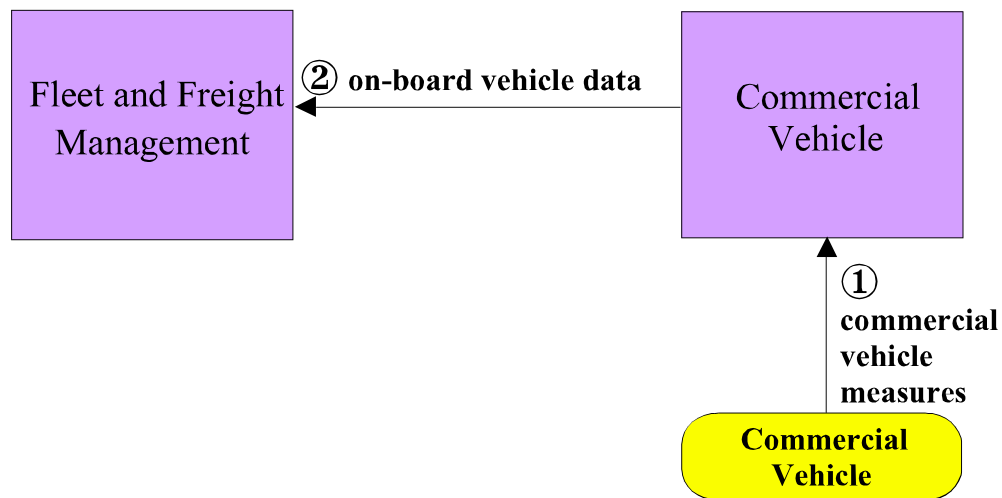 Fleet and Freight
Management
② on-board vehicle data
Commercial
Vehicle
①
commercial
vehicle
measures
Commercial
Vehicle